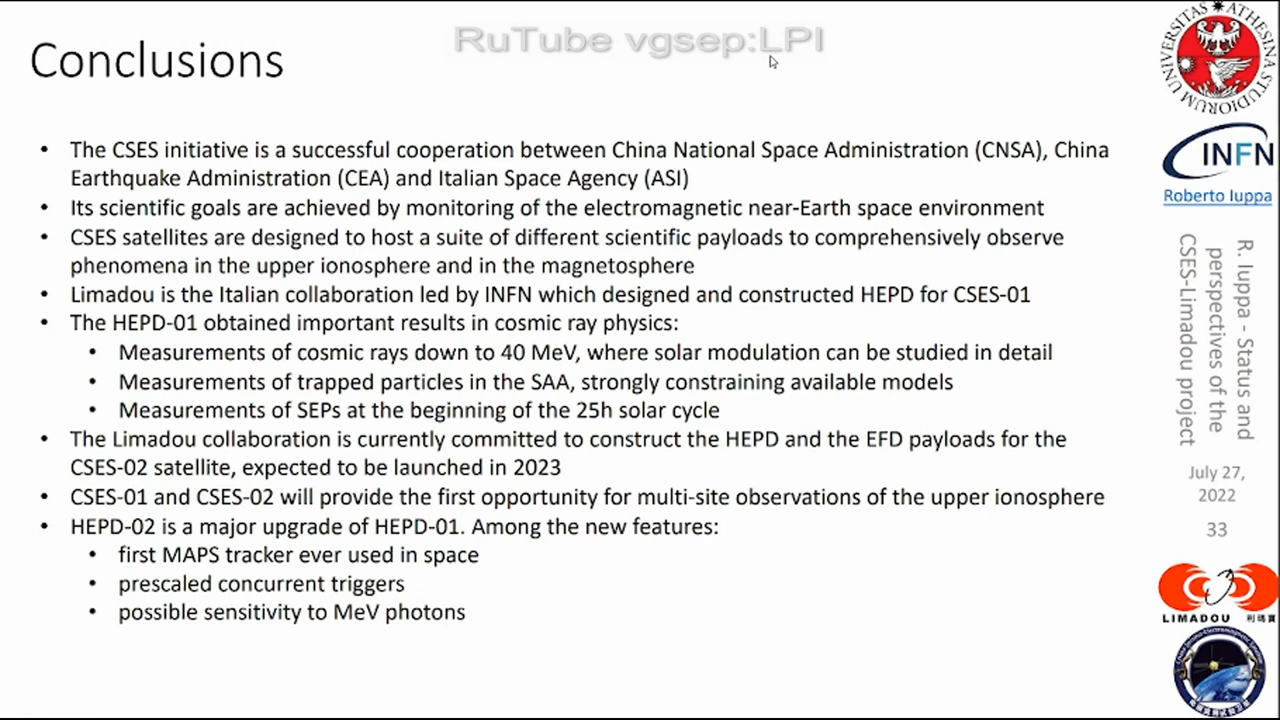 RuTube vgsep:LPI
Conclusions
• The CSES initiative is a successful cooperation between China National Space Administration (CNSA), China
Earthquake Administration (CEA) and Italian Space Agency (ASI)
• Its scientific goals are achieved by monitoring of the electromagnetic near-Earth space environment
• CSES satellites are designed to host a suite of different scientific payloads to comprehensively observe
phenomena in the upper ionosphere and in the magnetosphere
• Limadou is the Italian collaboration led by INFN which designed and constructed HEPD for CSES-01
• The HEPD-01 obtained important results in cosmic ray physics:
• Measurements of cosmic rays down to 40 MeV, where solar modulation can be studied in detail
• Measurements of trapped particles in the SAA, strongly constraining available models
• Measurements of SEPs at the beginning of the 25h solar cycle
• The Limadou collaboration is currently committed to construct the HEPD and the EFD payloads for the
CSES-02 satellite, expected to be launched in 2023
• CSES-01 and CSES-02 will provide the first opportunity for multi-site observations of the upper ionosphere
• HEPD-02 is a major upgrade of HEPD-01. Among the new features:
• first MAPS tracker ever used in space
• prescaled concurrent triggers
• possible sensitivity to MeV photons
UNIVERSITAS ATHESINA STUDIORUM
INFN
Roberto Iuppa
R. Iuppa - Status and
perspectives of the
CSES-Limadou project
July 27,
2022
33
LIMADOU 利瑪竇